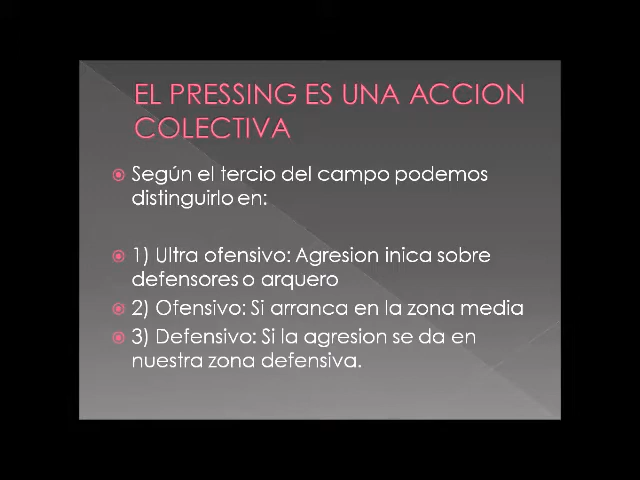 EL PRESSING ES UNA ACCION
COLECTIVA
Según el tercio del campo podemos
distinguirlo en:
1) Ultra ofensivo: Agresion inica sobre
defensores o arquero
2) Ofensivo: Si arranca en la zona media
3) Defensivo: Si la agresion se da en
nuestra zona defensiva.